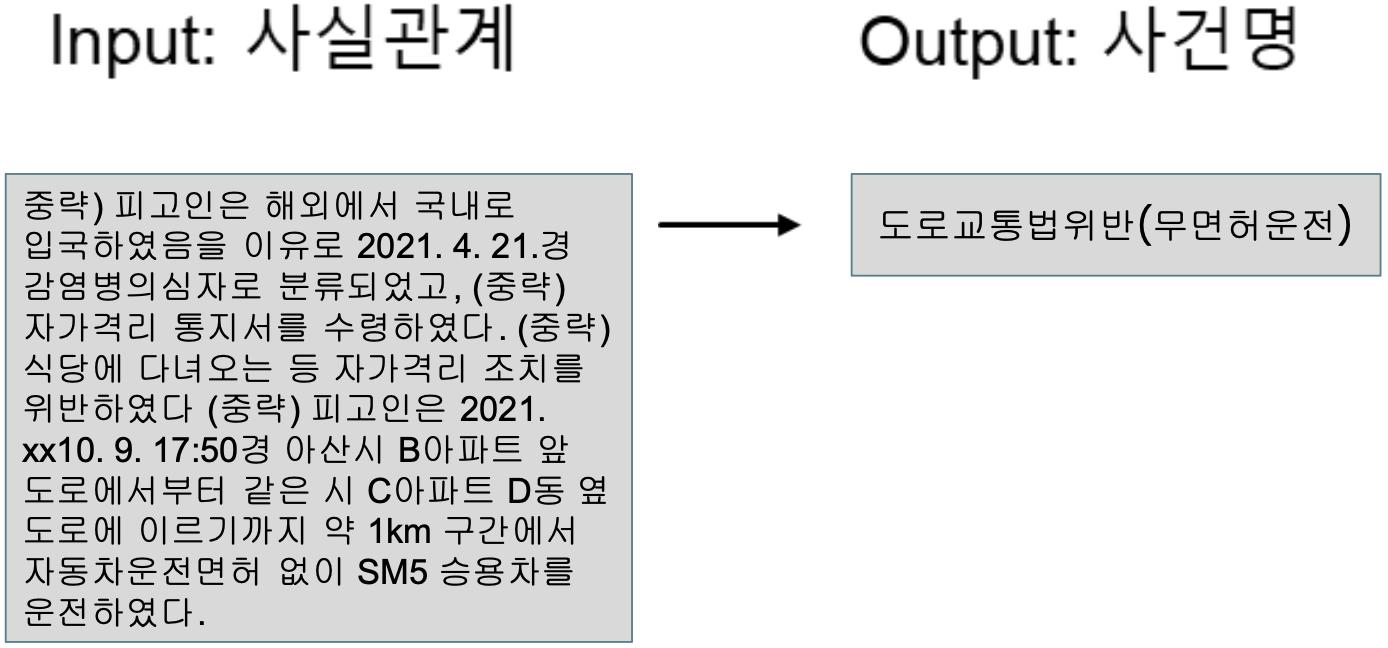 Input: 사실관계
Output: 사건명
중략) 피고인은 해외에서 국내로
입국하였음을 이유로 2021. 4. 21.경
감염병의심자로 분류되었고, (중략)
자가격리 통지서를 수령하였다. (중략)
식당에 다녀오는 등 자가격리 조치를
위반하였다 (중략) 피고인은 2021.
xx10. 9. 17:50경 아산시 B아파트 앞
도로에서부터 같은 시 C아파트 D동 옆
도로에 이르기까지 약 1km 구간에서
자동차운전면허 없이 SM5 승용차를
운전하였다.
도로교통법위반(무면허운전)